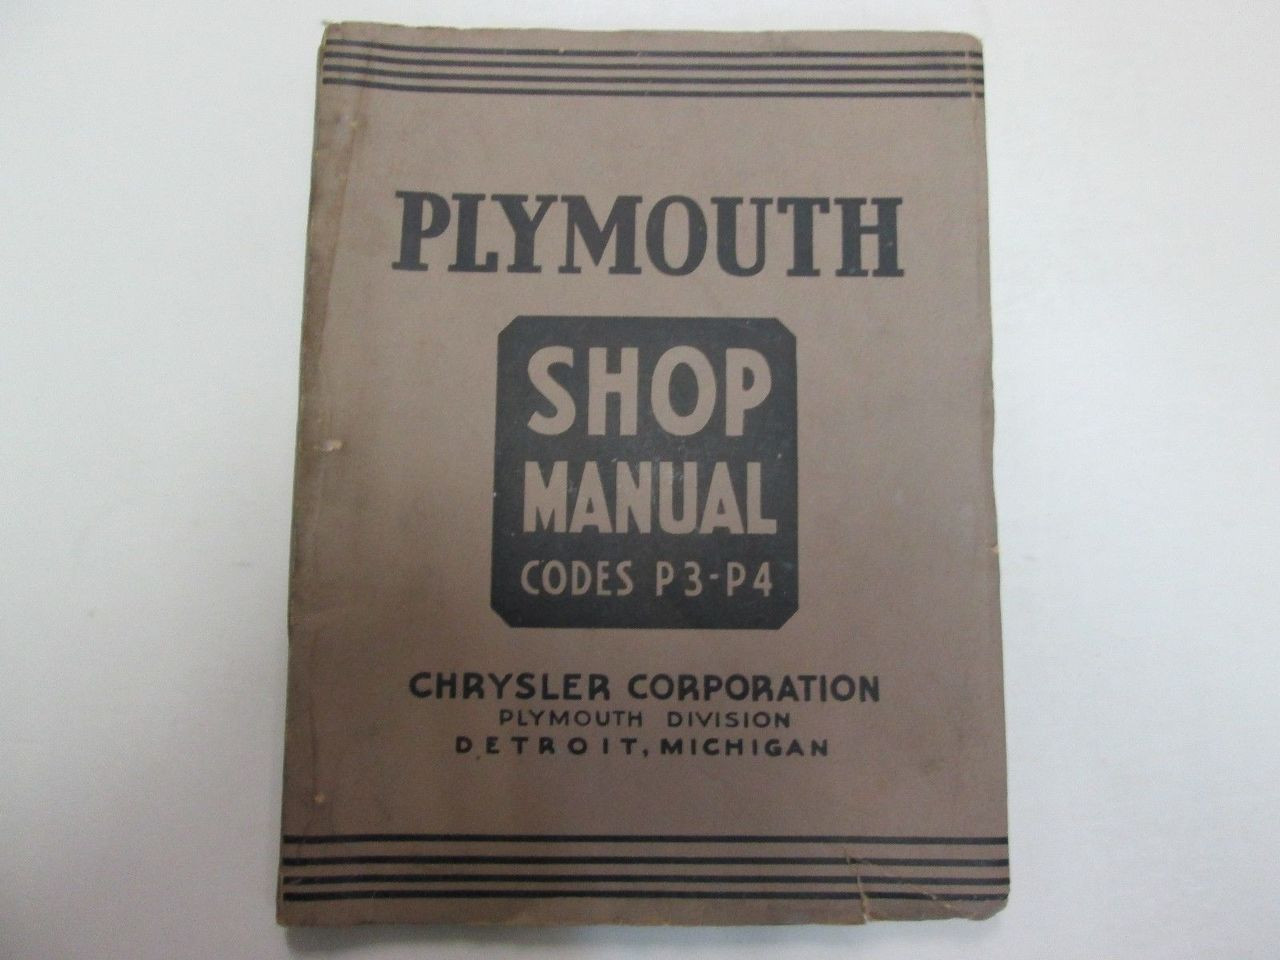 PLYMOUTH
SHOP
MANUAL
CODES P3-P4
CHRYSLER CORPORATION
PLYMOUTH DIVISION
DETROIT, MICHIGAN